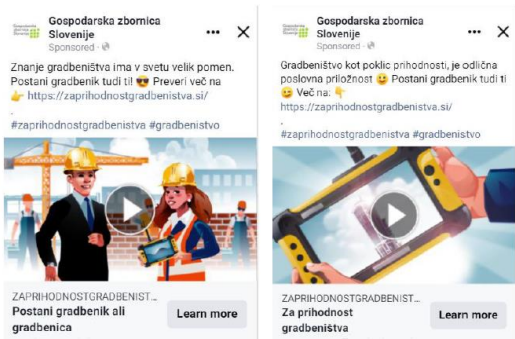 Gospodarska zbornica
Slovenije
Sponsored ·
Znanje gradbeništva ima v svetu velik pomen.
Postani gradbenik tudi ti! 😎 Preveri več na
👉 https://zaprihodnostgradbenistva.si/
.
#zaprihodnostgradbenistva #gradbenistvo
ZAPRIHODNOSTGRADBENIST...
Postani gradbenik ali
gradbenica
Learn more
Gospodarska zbornica
Slovenije
Sponsored ·
Gradbeništvo kot poklic prihodnosti, je odlična
poslovna priložnost 😉 Postani gradbenik tudi ti
😉 Več na: 👇
https://zaprihodnostgradbenistva.si/
.
#zaprihodnostgradbenistva #gradbenistvo
ZAPRIHODNOSTGRADBENIST...
Za prihodnost
gradbeništva
Learn more